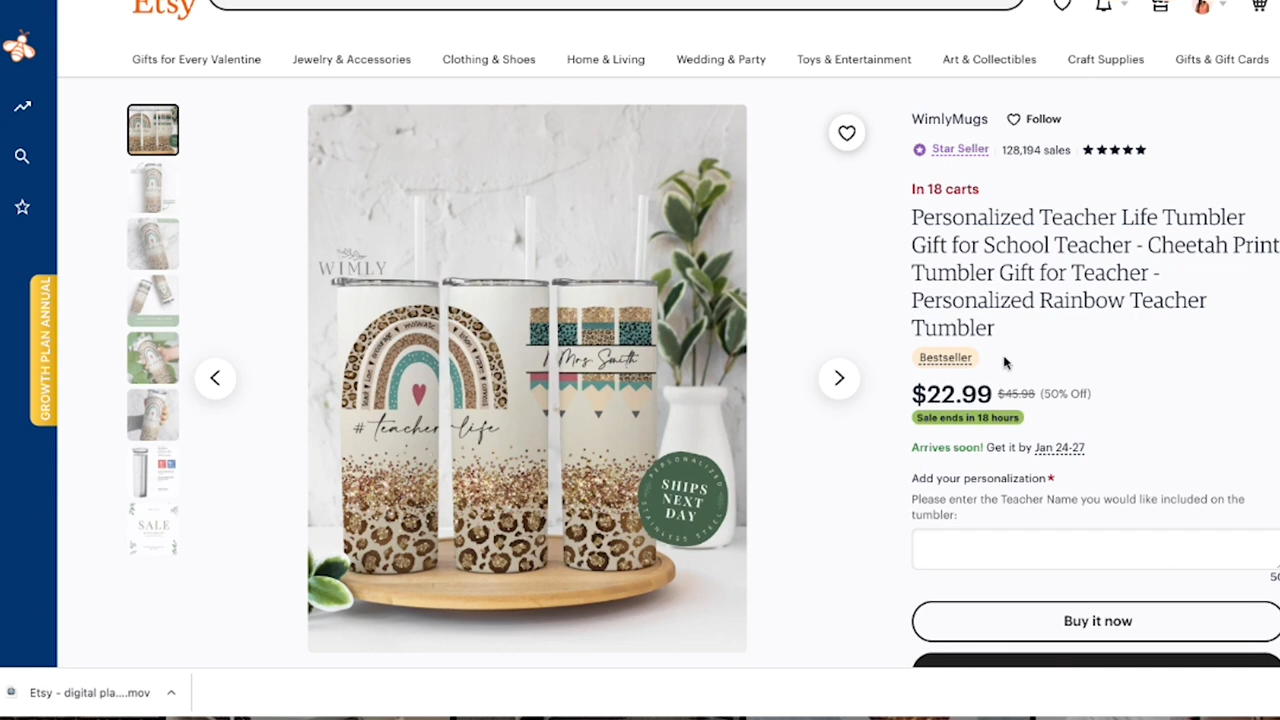 Etsy
Gifts for Every Valentine
Jewelry & Accessories
Clothing & Shoes
Home & Living
Wedding & Party
Toys & Entertainment
Art & Collectibles
Craft Supplies
Gifts & Gift Cards
GROWTH PLAN ANNUAL
SALE
WIMLY
motivate
# teacher life
Mrs. Smith
PERSONALIZED
SHIPS
NEXT
DAY
STAINLESS STEEL
WimlyMugs
Follow
Star Seller
128,194 sales
In 18 carts
Personalized Teacher Life Tumbler
Gift for School Teacher - Cheetah Print
Tumbler Gift for Teacher -
Personalized Rainbow Teacher
Tumbler
Bestseller
$22.99 $45.98 (50% Off)
Sale ends in 18 hours
Arrives soon! Get it by Jan 24-27
Add your personalization *
Please enter the Teacher Name you would like included on the
tumbler:
Buy it now
Etsy - digital pla....mov